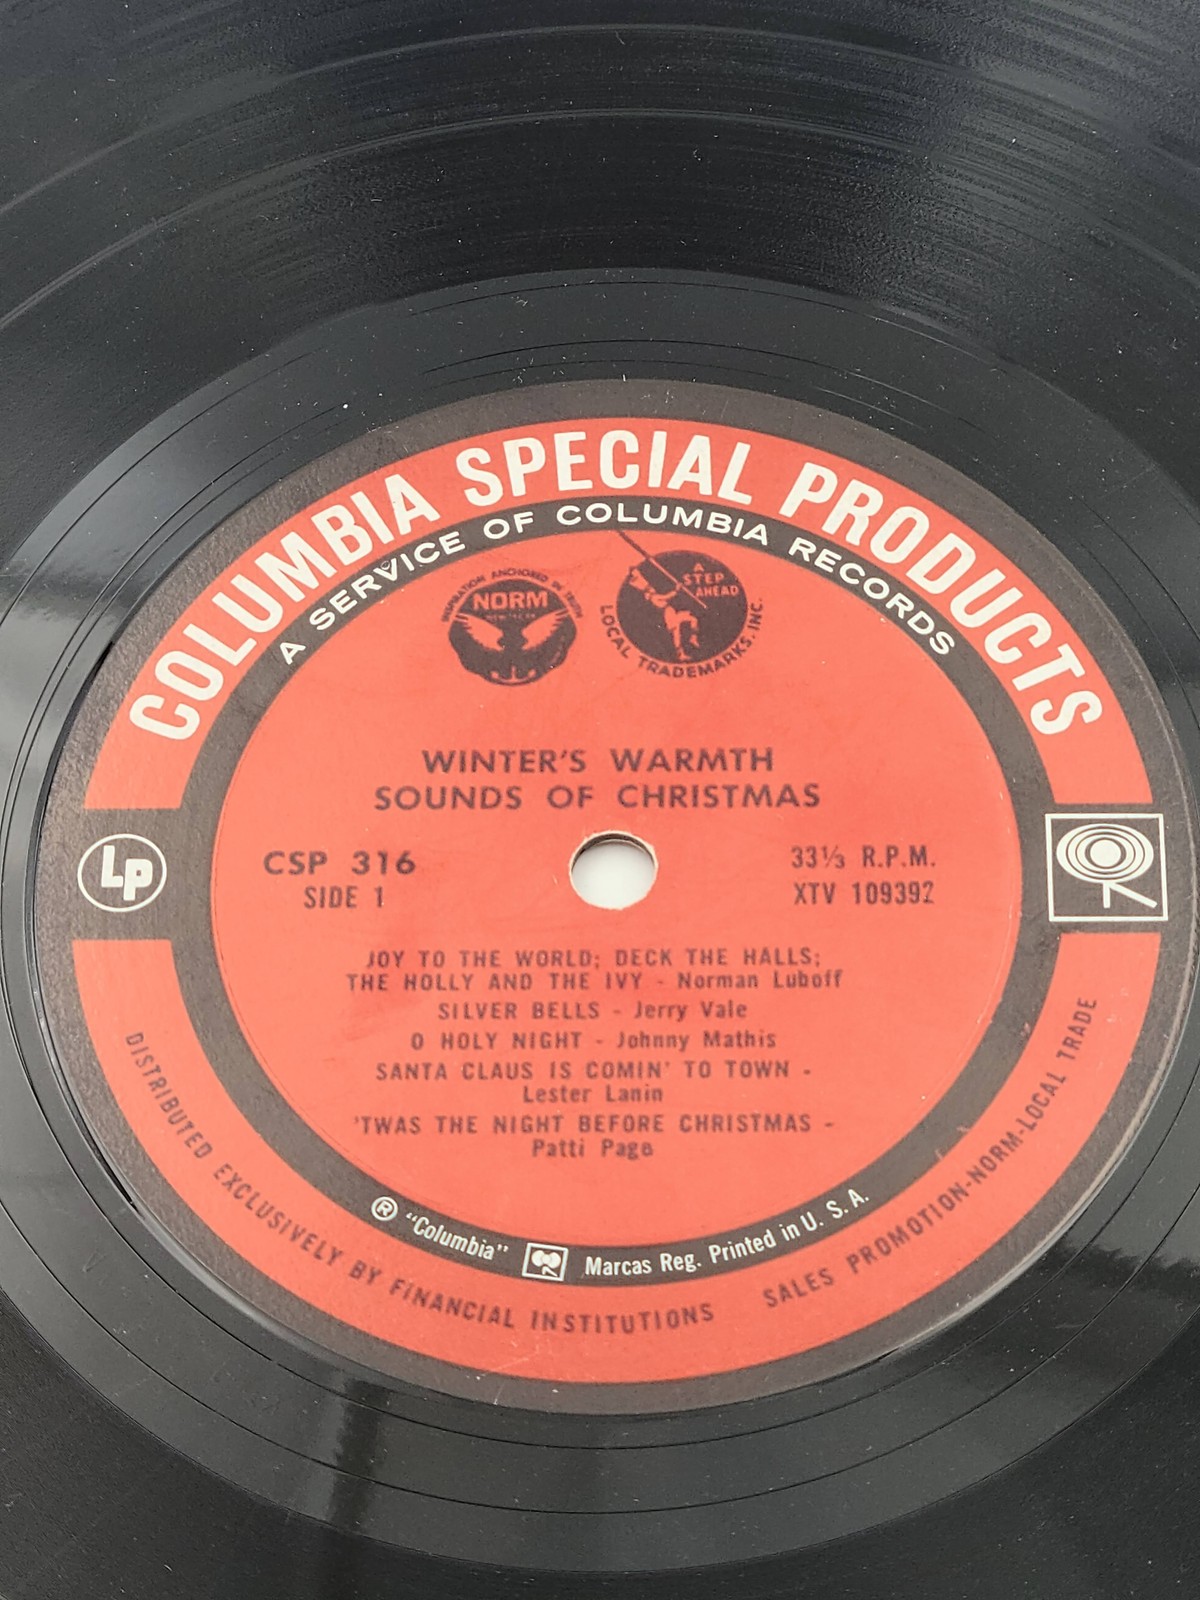 COLUMBIA SPECIAL PRODUCTS
A SERVICE OF COLUMBIA RECORDS
INSPIRATION ANCHORED IN TRUTH
NORM
A
STEP
AHEAD
LOCAL TRADEMARKS, INC.
WINTER'S WARMTH
SOUNDS OF CHRISTMAS
Lp
CSP 316
SIDE 1
33⅓ R.P.M.
XTV 109392
JOY TO THE WORLD; DECK THE HALLS;
THE HOLLY AND THE IVY - Norman Luboff
SILVER BELLS - Jerry Vale
O HOLY NIGHT - Johnny Mathis
SANTA CLAUS IS COMIN' TO TOWN -
Lester Lanin
'TWAS THE NIGHT BEFORE CHRISTMAS -
Patti Page
® "Columbia" Marcas Reg. Printed in U. S. A.
DISTRIBUTED EXCLUSIVELY BY FINANCIAL INSTITUTIONS
SALES PROMOTION-NORM-LOCAL TRADE